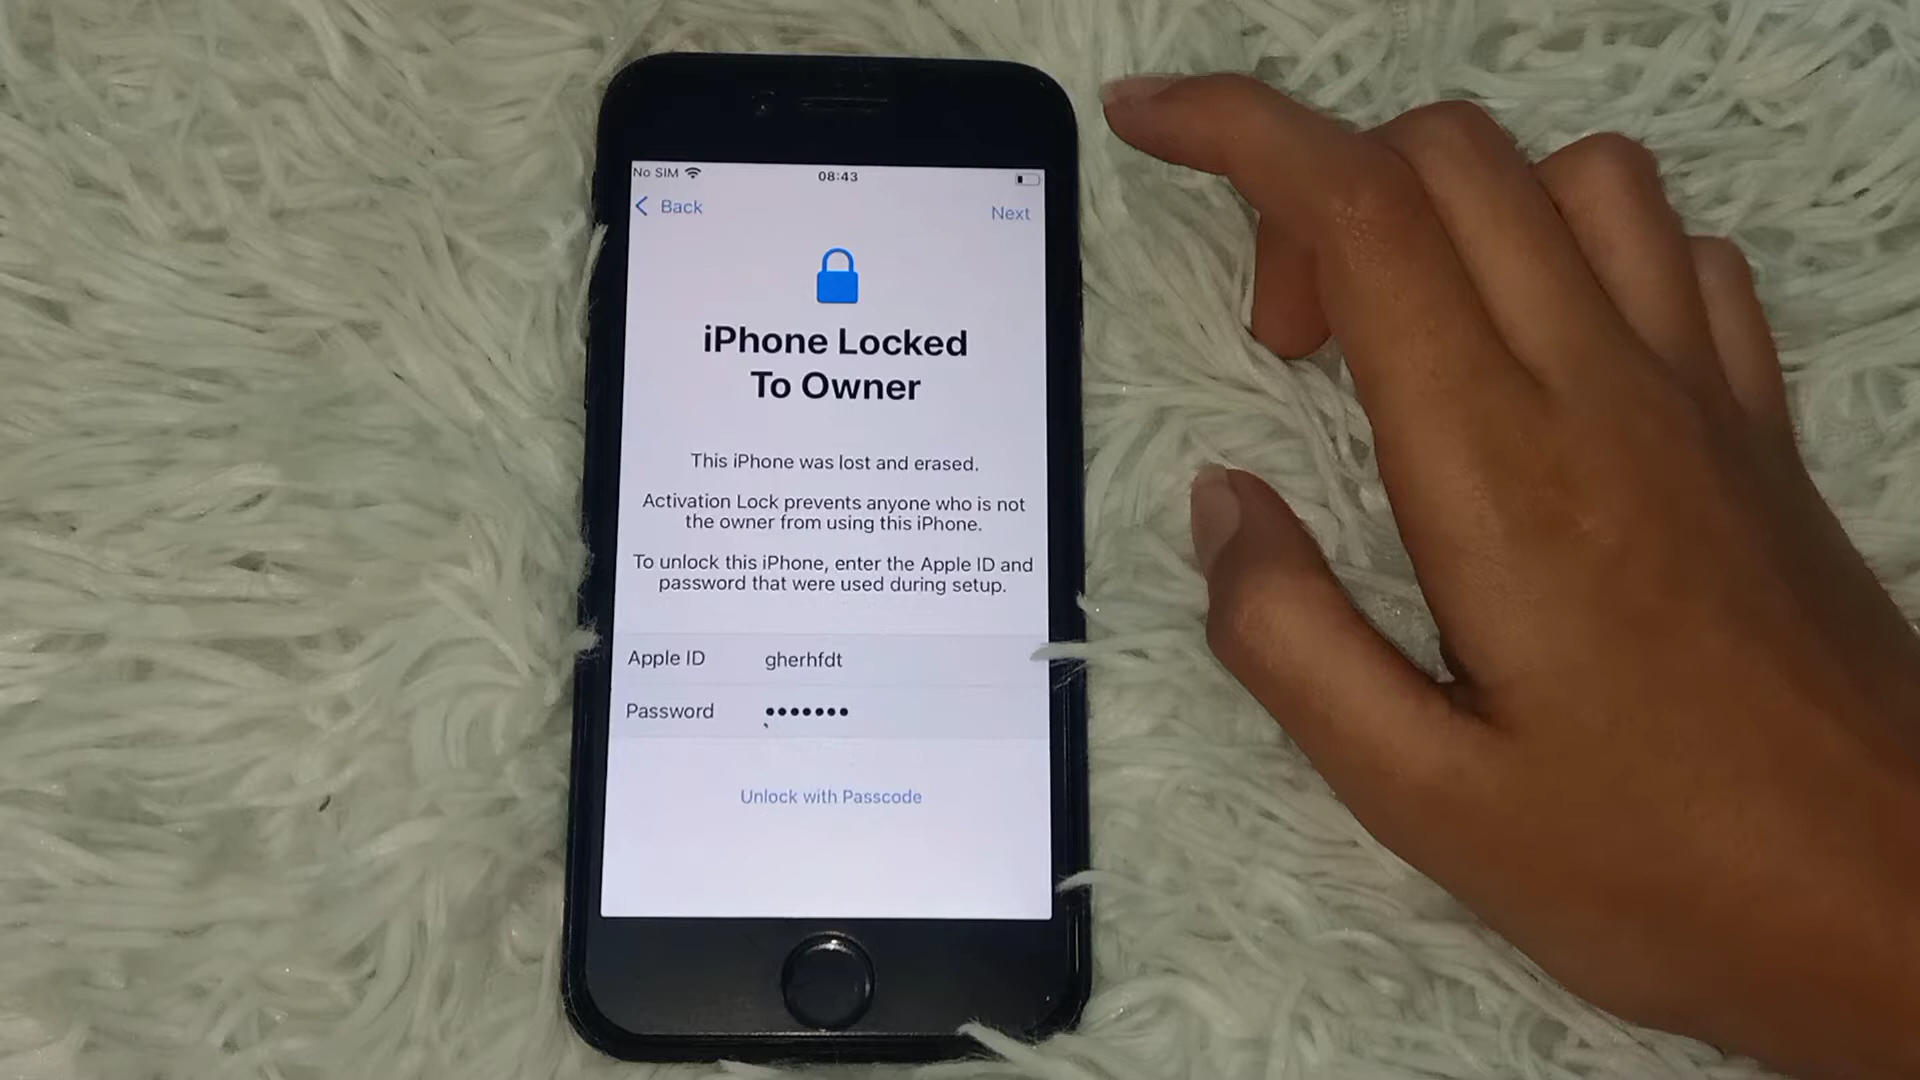 No SIM 08:43
Back Next
iPhone Locked
To Owner
This iPhone was lost and erased.
Activation Lock prevents anyone who is not
the owner from using this iPhone.
To unlock this iPhone, enter the Apple ID and
password that were used during setup.
Apple ID gherhfdt
Password •••••••
Unlock with Passcode